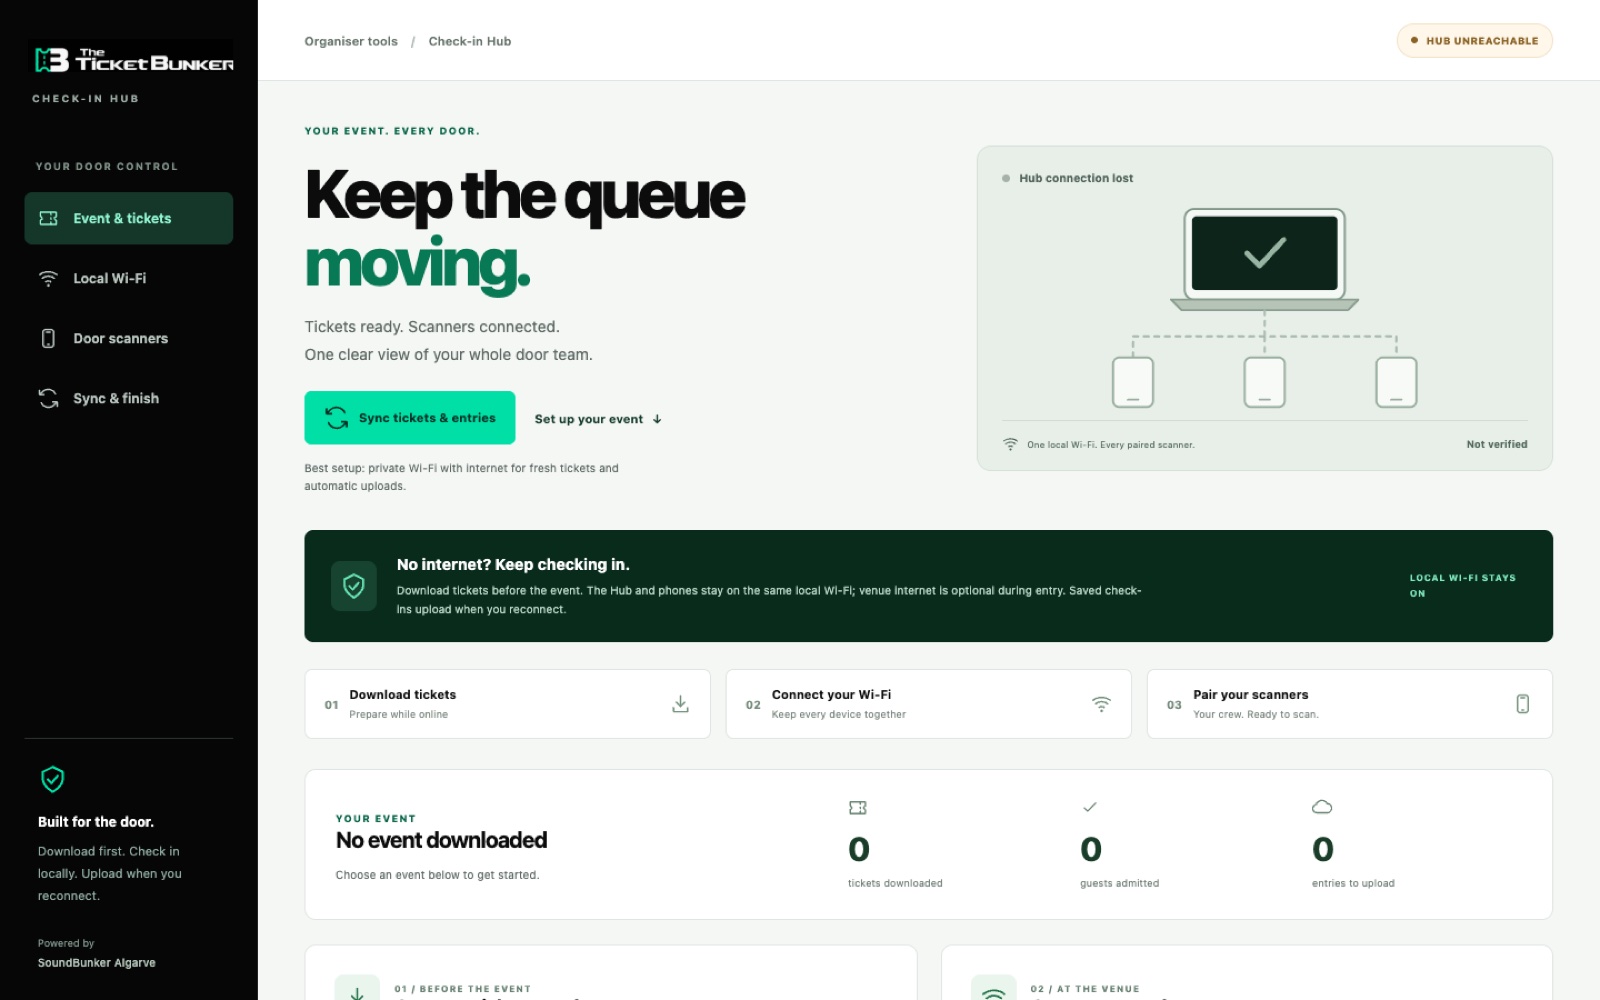 The
TicketBunker
CHECK-IN HUB
YOUR DOOR CONTROL
Event & tickets
Local Wi-Fi
Door scanners
Sync & finish
Built for the door.
Download first. Check in
locally. Upload when you
reconnect.
Powered by
SoundBunker Algarve
Organiser tools / Check-in Hub
HUB UNREACHABLE
YOUR EVENT. EVERY DOOR.
Keep the queue
moving.
Tickets ready. Scanners connected.
One clear view of your whole door team.
Sync tickets & entries
Set up your event ↓
Best setup: private Wi-Fi with internet for fresh tickets and
automatic uploads.
Hub connection lost
One local Wi-Fi. Every paired scanner.
Not verified
No internet? Keep checking in.
Download tickets before the event. The Hub and phones stay on the same local Wi-Fi; venue internet is optional during entry. Saved check-
ins upload when you reconnect.
LOCAL WI-FI STAYS
ON
01
Download tickets
Prepare while online
02
Connect your Wi-Fi
Keep every device together
03
Pair your scanners
Your crew. Ready to scan.
YOUR EVENT
No event downloaded
Choose an event below to get started.
0
tickets downloaded
0
guests admitted
0
entries to upload
01 / BEFORE THE EVENT
02 / AT THE VENUE